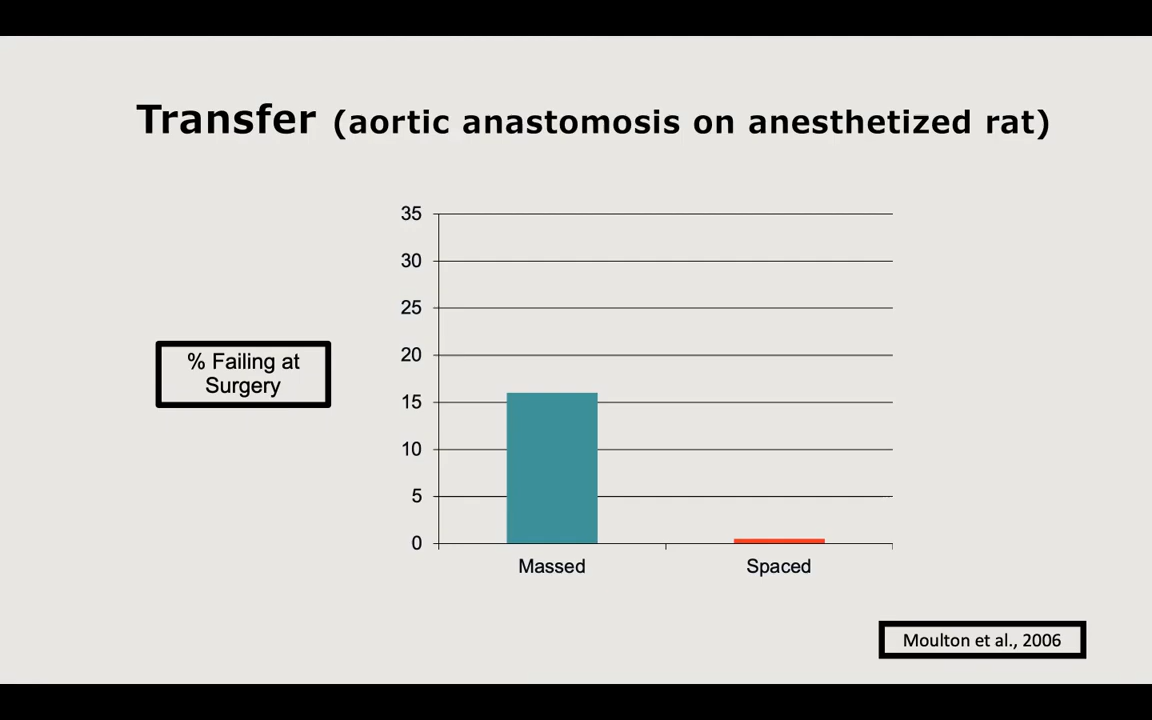 Transfer (aortic anastomosis on anesthetized rat)
35
30
25
20
15
10
5
0
% Failing at
Surgery
Massed
Spaced
Moulton et al., 2006